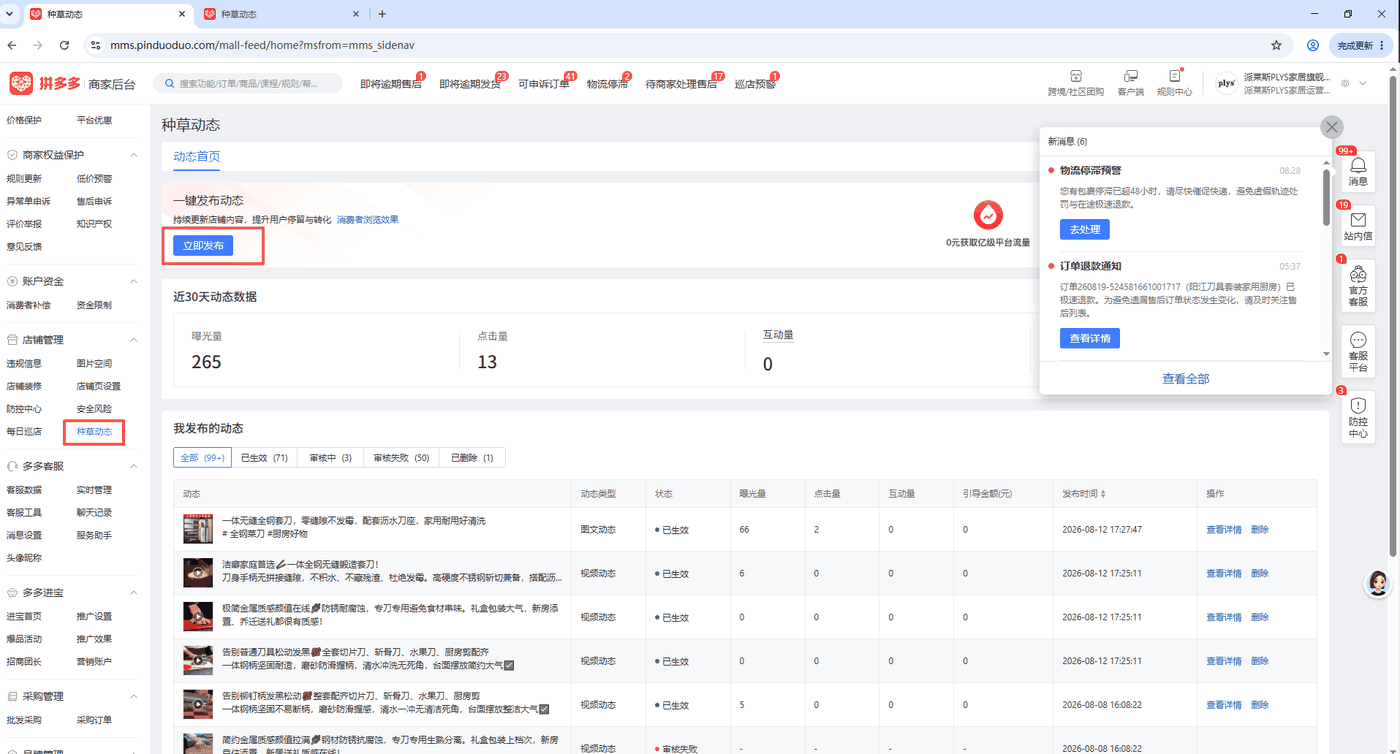 种草动态
种草动态
mms.pinduoduo.com/mall-feed/home?msfrom=mms_sidenav
完成更新
拼多多 商家后台
搜索功能/订单/商品/课程/规则/帮...
即将逾期售后 1
即将逾期发货 23
可申诉订单 41
物流停滞 2
待商家处理售后 17
巡店预警 1
跨境/社区团购
客户端
规则中心
plys
派莱斯PLYS家居旗舰...
派莱斯PLYS家居运营...
价格保护 平台优惠
商家权益保护
规则更新 低价预警
异常单申诉 售后申诉
评价举报 知识产权
意见反馈
账户资金
消费者补偿 资金限制
店铺管理
违规信息 图片空间
店铺装修 店铺页设置
防控中心 安全风险
每日巡店 种草动态
多多客服
客服数据 实时管理
客服工具 聊天记录
消息设置 服务助手
头像昵称
多多进宝
进宝首页 推广设置
爆品活动 推广效果
招商团长 营销账户
采购管理
批发采购 采购订单
种草动态
动态首页
一键发布动态
持续更新店铺内容，提升用户停留与转化 消费者浏览效果
立即发布
0元获取亿级平台流量
近30天动态数据
曝光量 点击量 互动量
265 13 0
我发布的动态
全部 (99+) 已生效 (71) 审核中 (3) 审核失败 (50) 已删除 (1)
动态 动态类型 状态 曝光量 点击量 互动量 引导金额(元) 发布时间 操作
一体无缝全钢套刀，零缝隙不发霉，配套沥水刀座，家用耐用好清洗
# 全钢菜刀 #厨房好物
图文动态 已生效 66 2 0 0 2026-08-12 17:27:47 查看详情 删除
洁癖家庭首选🔪一体全钢无缝锻造套刀！
刀身手柄无拼接缝隙，不积水、不藏残渣、杜绝发霉。高硬度不锈钢斩切兼备，搭配沥...
视频动态 已生效 6 0 0 0 2026-08-12 17:25:11 查看详情 删除
极简金属质感颜值在线防锈耐腐蚀，专刀专用避免食材串味。礼盒包装大气，新房添
置、乔迁送礼都很有质感！
视频动态 已生效 0 0 0 0 2026-08-12 17:25:11 查看详情 删除
告别普通刀具松动发黑全套切片刀、斩骨刀、水果刀、厨房剪配齐
一体钢柄坚固耐造，磨砂防滑握柄，清水冲洗无死角，台面摆放简约大气☑
视频动态 已生效 0 0 0 0 2026-08-12 17:25:11 查看详情 删除
告别铆钉柄发黑松动整套配齐切片刀、斩骨刀、水果刀、厨房剪
一体钢柄坚固不易断柄，磨砂防滑握感，清水一冲无清洁死角，台面摆放整洁大气☑
视频动态 已生效 5 0 0 0 2026-08-08 16:08:22 查看详情 删除
简约金属质感颜值拉满钢材防锈抗腐蚀，专刀专用生熟分离。礼盒包装上档次，新房
视频动态 审核失败 - - - - 2026-08-08 16:08:22 查看详情 删除
新消息 (6)
物流停滞预警 08:28
您有包裹停滞已超48小时，请尽快催促快递，避免虚假轨迹处
罚与在途极速退款。
去处理
订单退款通知 05:37
订单260819-524581661001717（阳江刀具套装家用厨房）已
极速退款。为避免遗漏售后订单状态发生变化，请及时关注售
后列表。
查看详情
查看全部
99+
消息
19
站内信
1
官方
客服
客服
平台
3
防控
中心